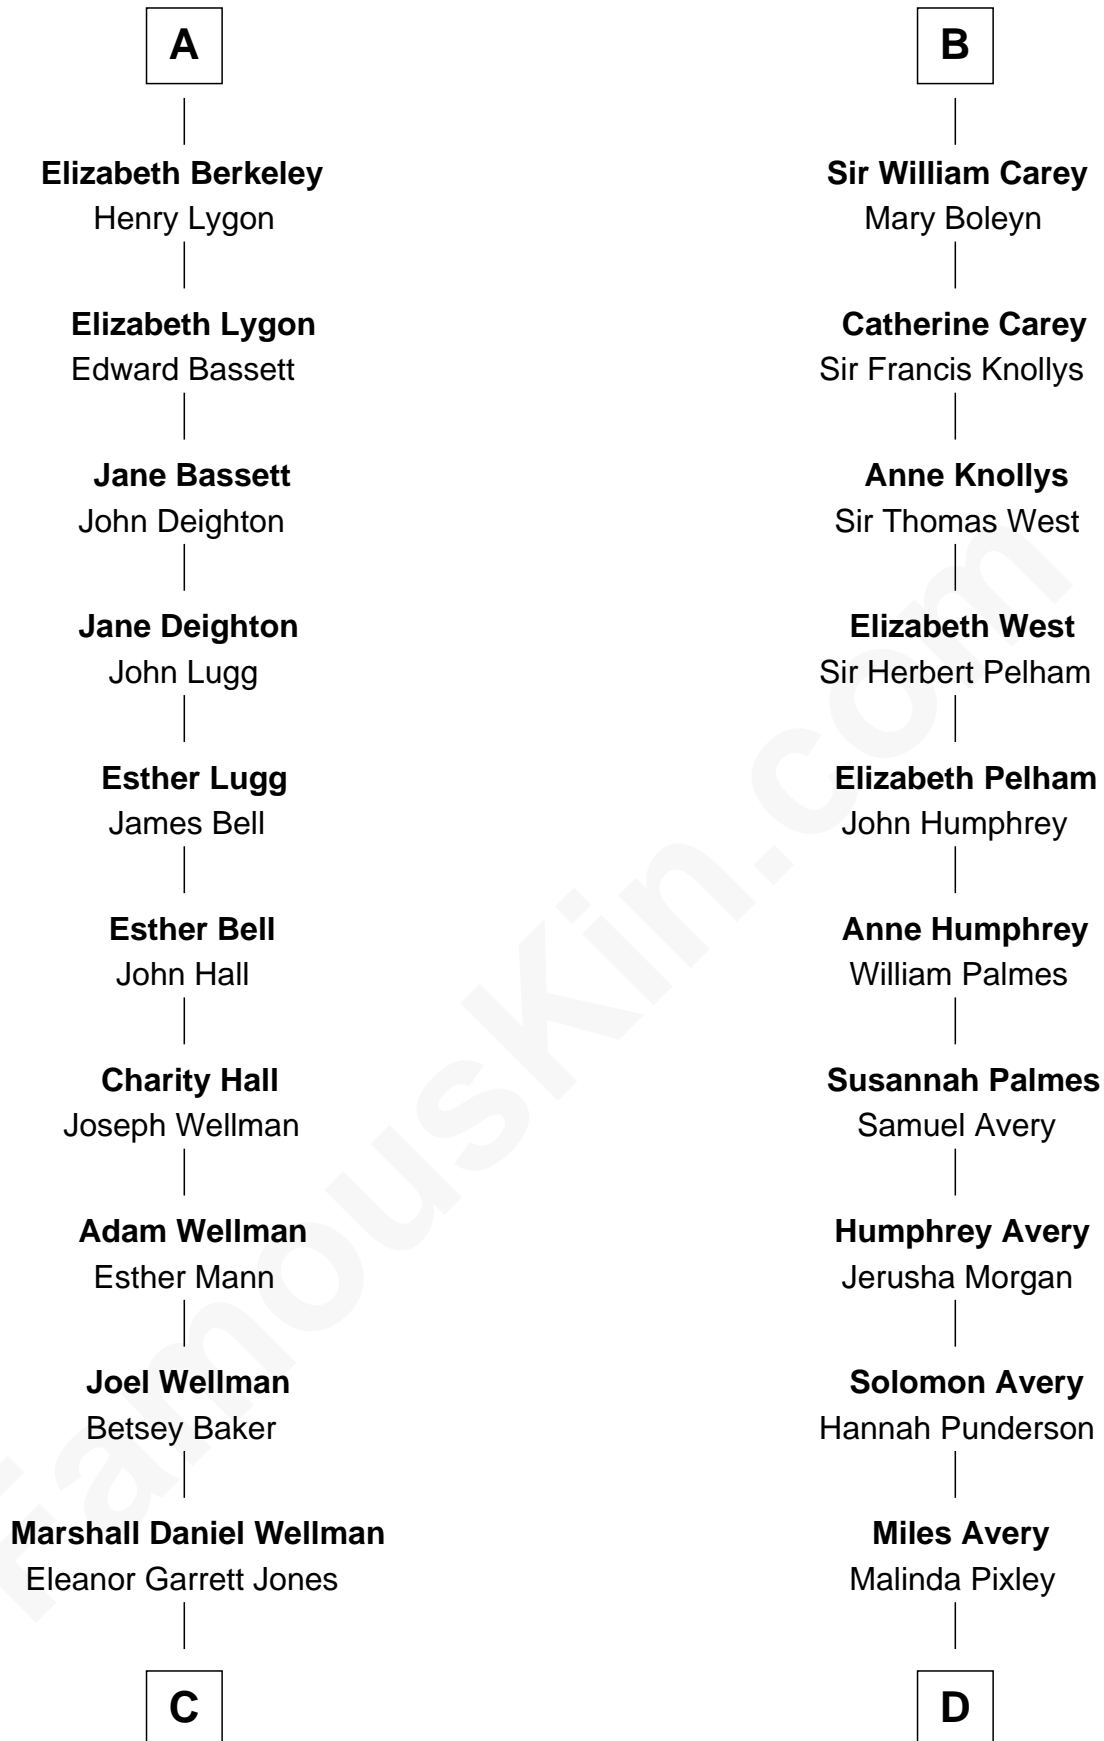 A
Elizabeth Berkeley
Henry Lygon
Elizabeth Lygon
Edward Bassett
Jane Bassett
John Deighton
Jane Deighton
John Lugg
Esther Lugg
James Bell
Esther Bell
John Hall
Charity Hall
Joseph Wellman
Adam Wellman
Esther Mann
Joel Wellman
Betsey Baker
Marshall Daniel Wellman
Eleanor Garrett Jones
C
B
Sir William Carey
Mary Boleyn
Catherine Carey
Sir Francis Knollys
Anne Knollys
Sir Thomas West
Elizabeth West
Sir Herbert Pelham
Elizabeth Pelham
John Humphrey
Anne Humphrey
William Palmes
Susannah Palmes
Samuel Avery
Humphrey Avery
Jerusha Morgan
Solomon Avery
Hannah Punderson
Miles Avery
Malinda Pixley
D
FamousKin.com